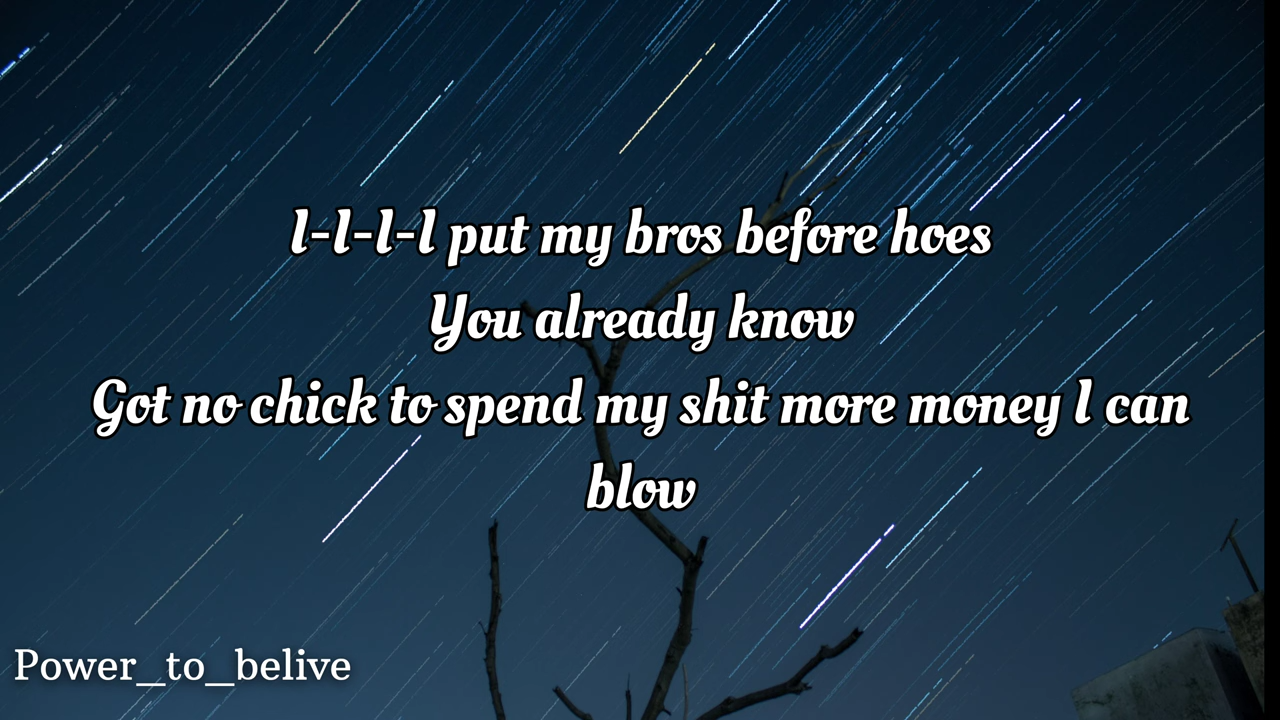 I-I-I-I put my bros before hoes
You already know
Got no chick to spend my shit more money I can
blow
Power_to_belive